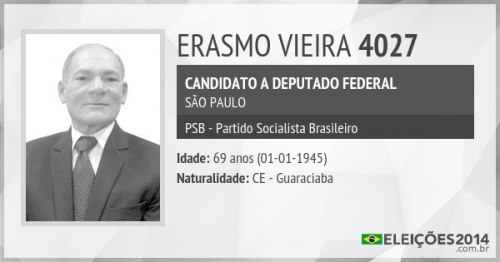 ERASMO VIEIRA 4027
CANDIDATO A DEPUTADO FEDERAL
SÃO PAULO
PSB - Partido Socialista Brasileiro
Idade: 69 anos (01-01-1945)
Naturalidade: CE - Guaraciaba
ELEIÇÕES2014
.com.br